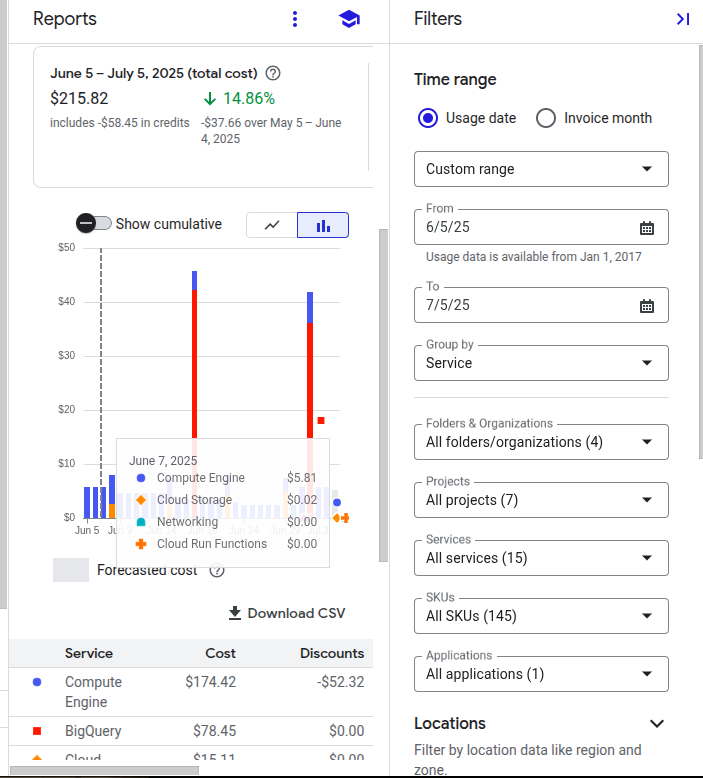 Reports
June 5 – July 5, 2025 (total cost)
$215.82
14.86%
includes -$58.45 in credits
-$37.66 over May 5 – June
4, 2025
Show cumulative
$50
$40
$30
$20
$10
$0
June 7, 2025
Compute Engine $5.81
Cloud Storage $0.02
Networking $0.00
Cloud Run Functions $0.00
Jun 5
Jun 24
Forecasted cost
Download CSV
Service Cost Discounts
Compute
Engine
$174.42 -$52.32
BigQuery $78.45 $0.00
Cloud $15.11 $0.00
Filters
Time range
Usage date Invoice month
Custom range
From
6/5/25
Usage data is available from Jan 1, 2017
To
7/5/25
Group by
Service
Folders & Organizations
All folders/organizations (4)
Projects
All projects (7)
Services
All services (15)
SKUs
All SKUs (145)
Applications
All applications (1)
Locations
Filter by location data like region and
zone.